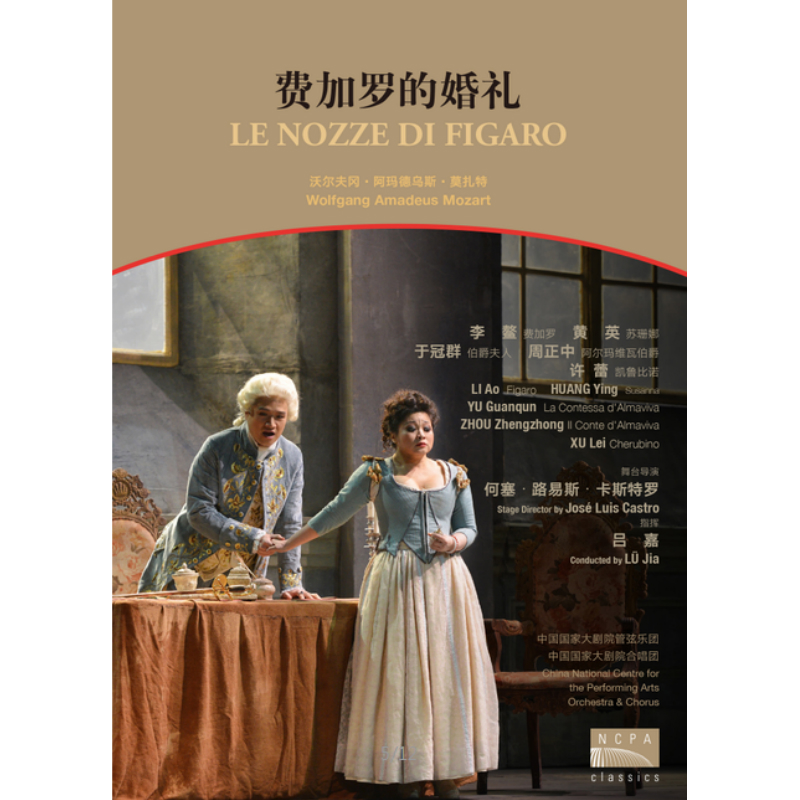 费加罗的婚礼
LE NOZZE DI FIGARO
沃尔夫冈·阿玛德乌斯·莫扎特
Wolfgang Amadeus Mozart
李 鳌 费加罗 黄 英 苏珊娜
于冠群 伯爵夫人 周正中 阿尔玛维瓦伯爵
许 蕾 凯鲁比诺
LI Ao Figaro HUANG Ying Susanna
YU Guanqun La Contessa d'Almaviva
ZHOU Zhengzhong Il Conte d'Almaviva
XU Lei Cherubino
舞台导演
何塞·路易斯·卡斯特罗
Stage Director by José Luis Castro
指挥
吕 嘉
Conducted by LÜ Jia
中国国家大剧院管弦乐团
中国国家大剧院合唱团
China National Centre for
the Performing Arts
Orchestra & Chorus
NCPA
classics